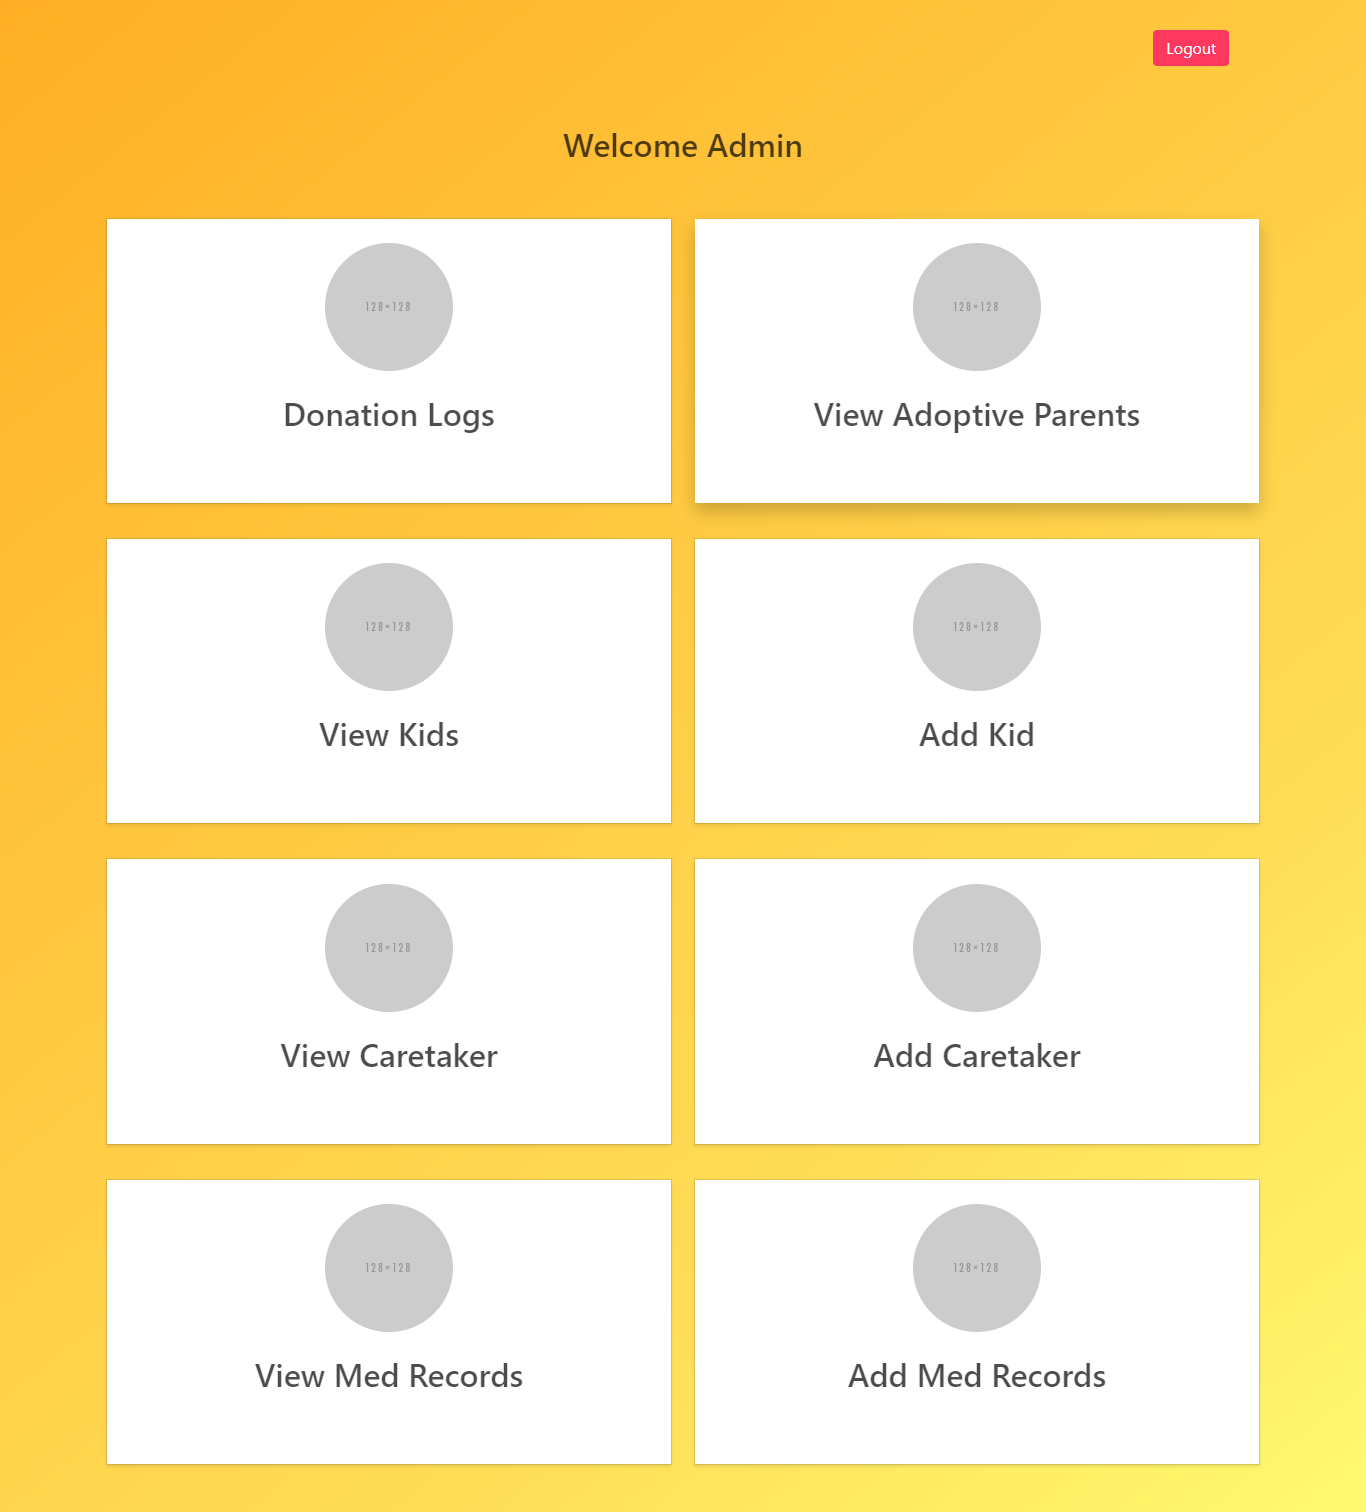 Logout
Welcome Admin
128×128
128×128
Donation Logs
View Adoptive Parents
128×128
128×128
View Kids
Add Kid
128×128
128×128
View Caretaker
Add Caretaker
128×128
128×128
View Med Records
Add Med Records